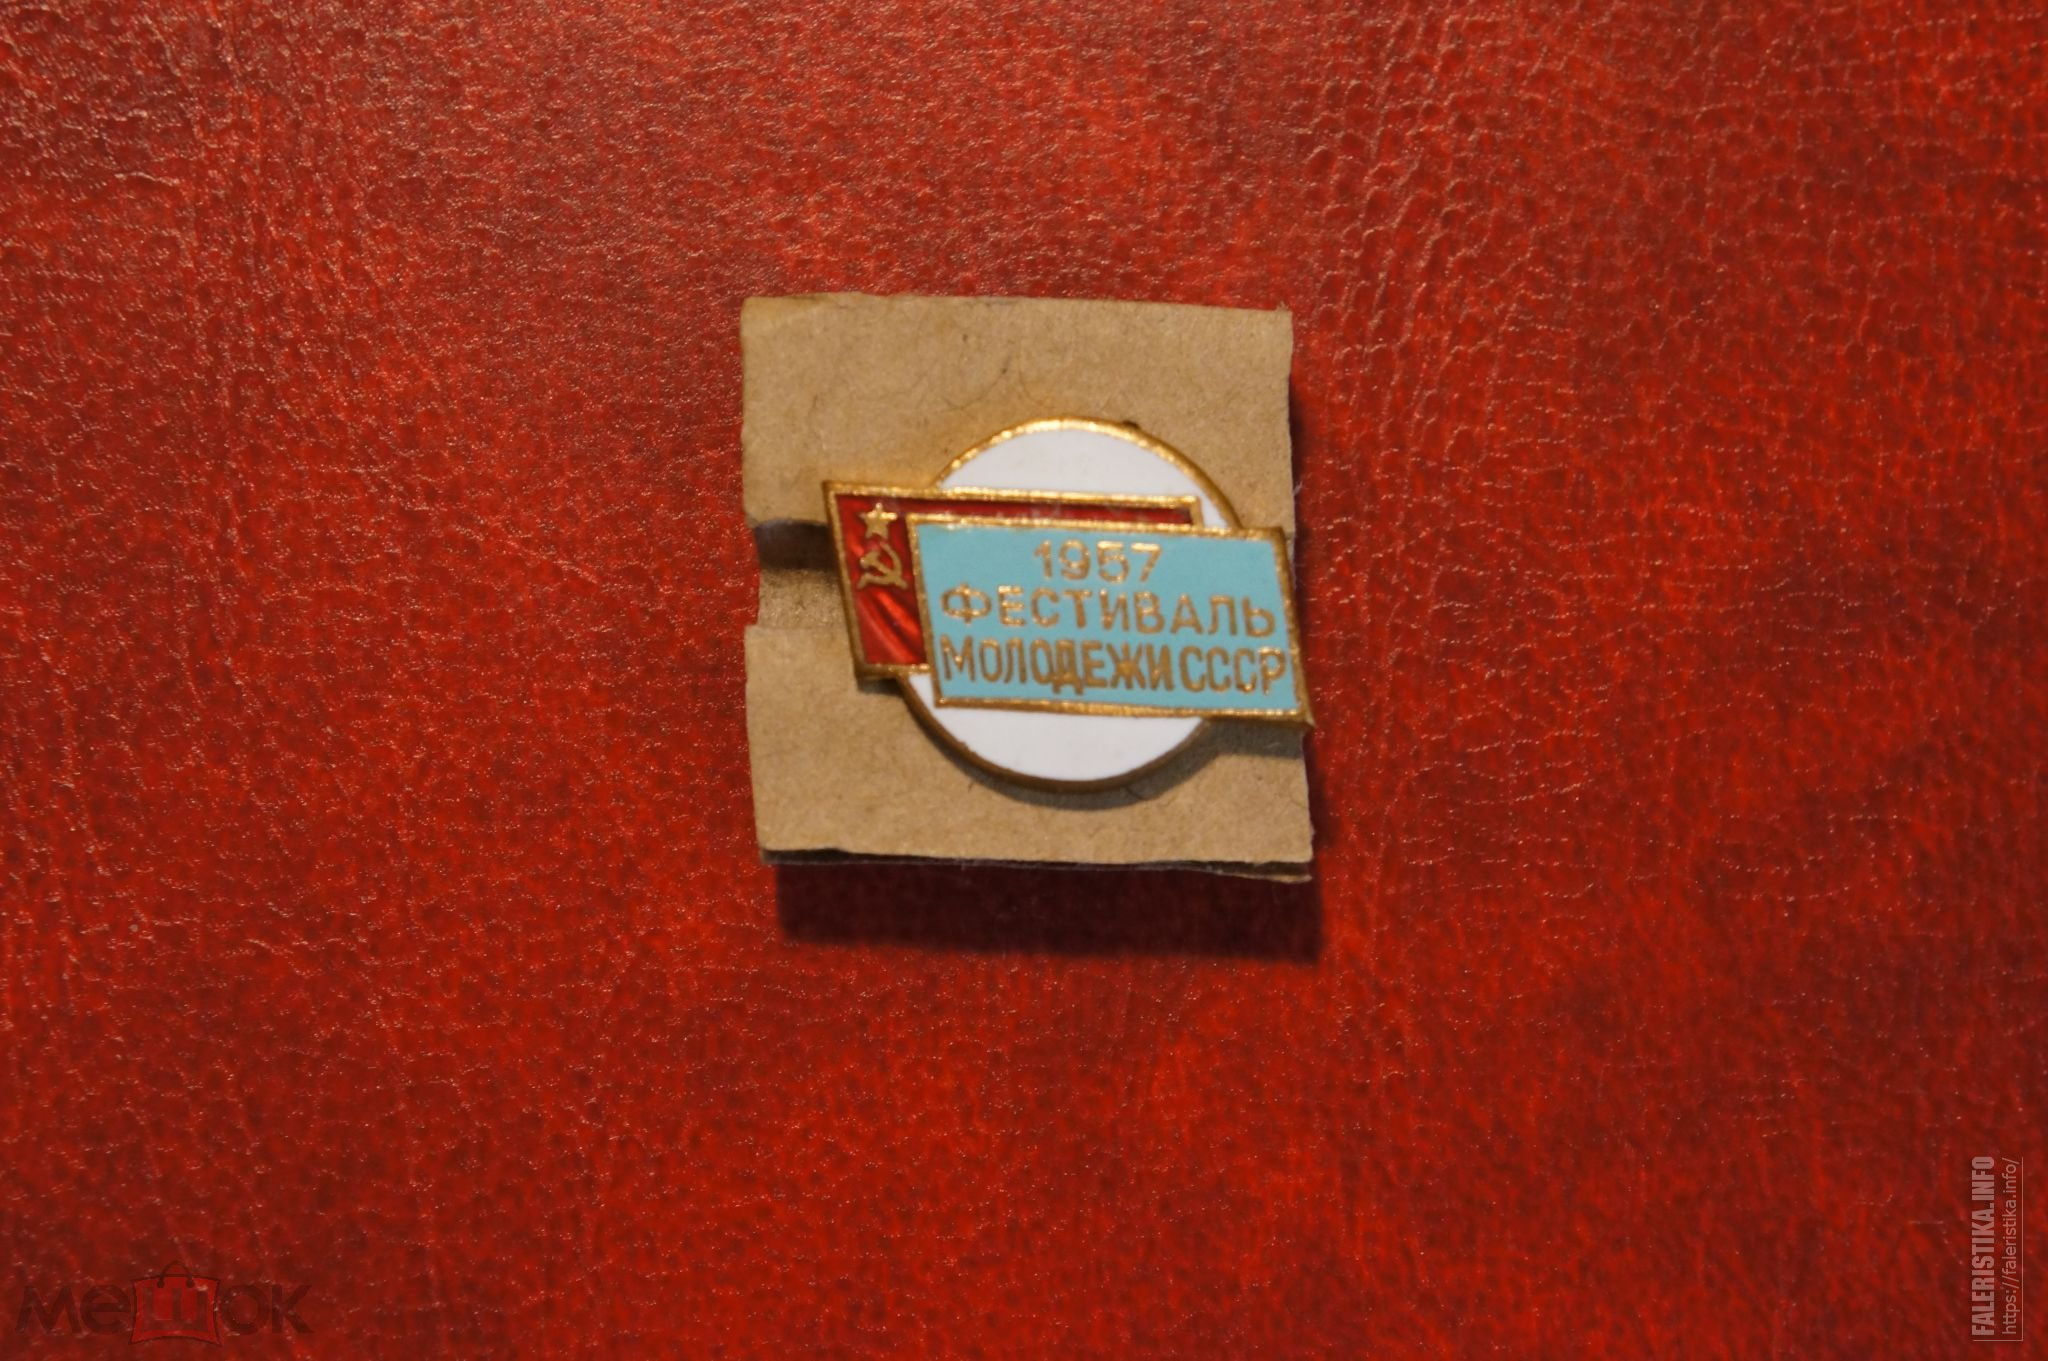 1957
ФЕСТИВАЛЬ
МОЛОДЕЖИ СССР
мешок
FALERISTIKA.INFO
https://faleristika.info/